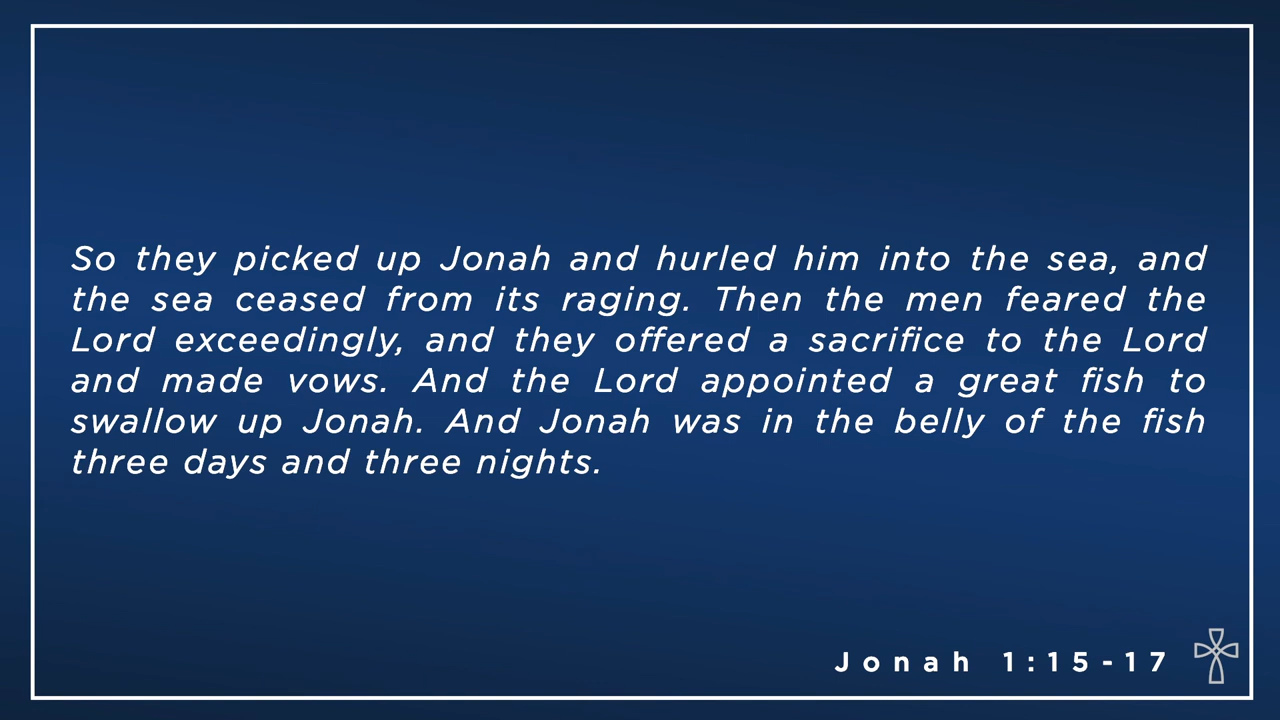 So they picked up Jonah and hurled him into the sea, and
the sea ceased from its raging. Then the men feared the
Lord exceedingly, and they offered a sacrifice to the Lord
and made vows. And the Lord appointed a great fish to
swallow up Jonah. And Jonah was in the belly of the fish
three days and three nights.
Jonah 1:15-17